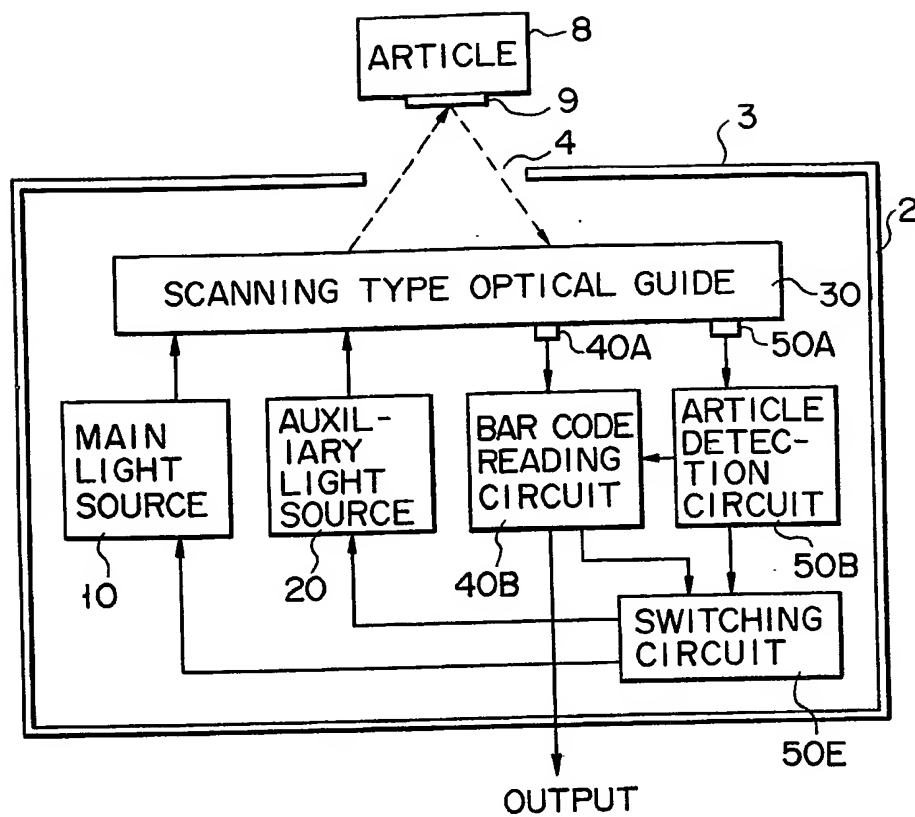 8
ARTICLE
9
3
4
2
SCANNING TYPE OPTICAL GUIDE
30
40A
50A
MAIN
LIGHT
SOURCE
10
AUXIL-
IARY
LIGHT
SOURCE
20
BAR CODE
READING
CIRCUIT
40B
ARTICLE
DETEC-
TION
CIRCUIT
50B
SWITCHING
CIRCUIT
50E
OUTPUT